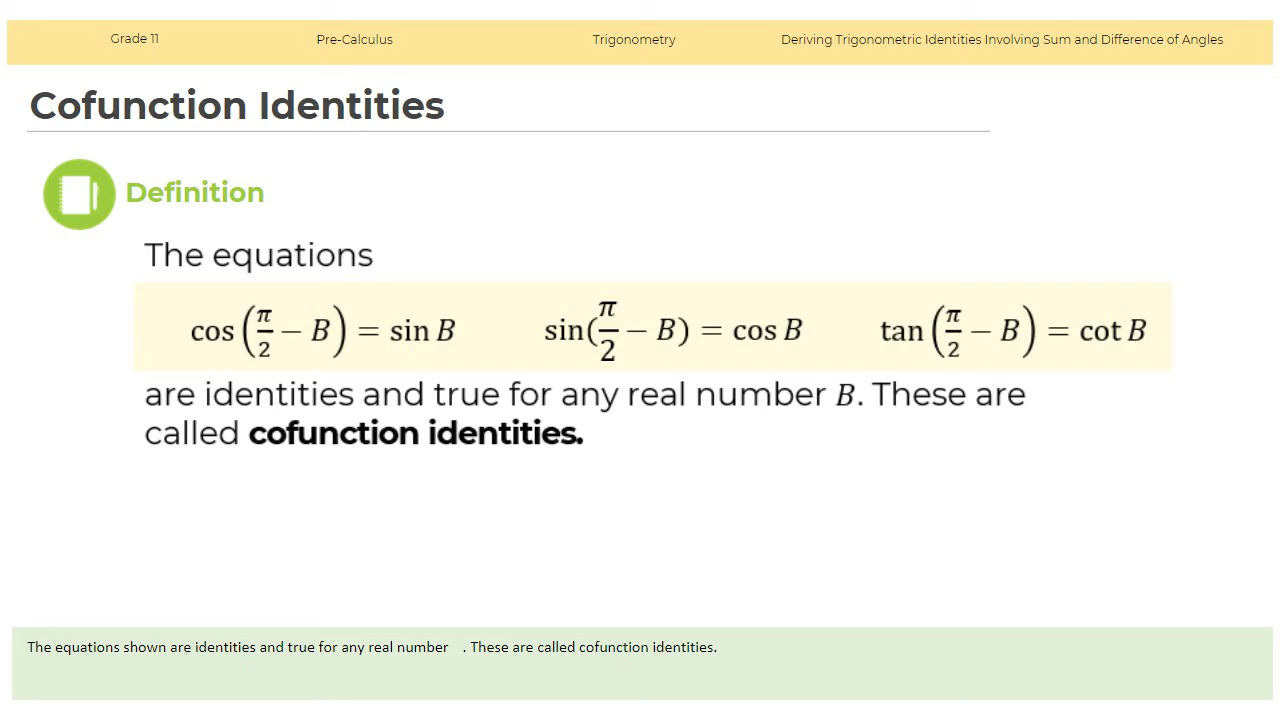 Grade 11 Pre-Calculus Trigonometry Deriving Trigonometric Identities Involving Sum and Difference of Angles
Cofunction Identities
Definition
The equations
cos (π/2 − B) = sin B sin(π/2 − B) = cos B tan (π/2 − B) = cot B
are identities and true for any real number B. These are
called cofunction identities.
The equations shown are identities and true for any real number . These are called cofunction identities.